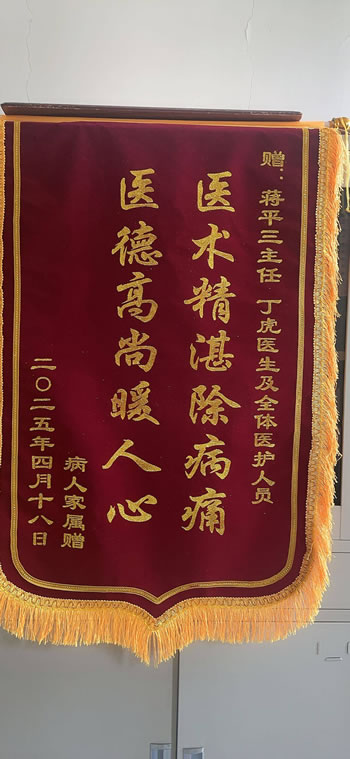 赠：蒋平三主任 丁虎医生及全体医护人员
医术精湛除病痛
医德高尚暖人心
病人家属赠
二〇二五年四月十八日